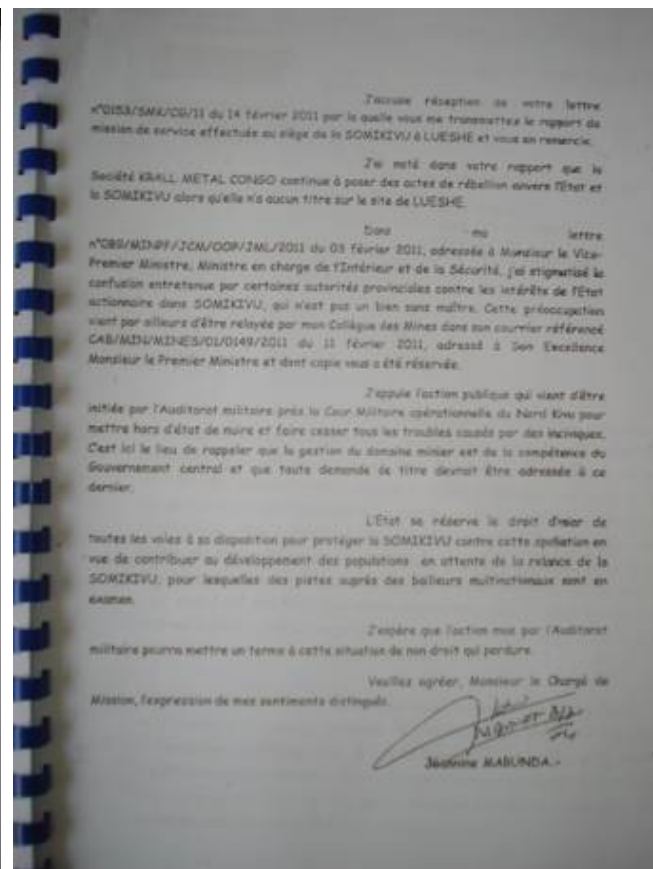 J'accuse réception de votre lettre
n°0153/SMK/CG/11 du 14 février 2011 par la quelle vous me transmettez le rapport de
mission de service effectuée au siège de la SOMIKIVU à LUESHE et vous en remercie.
J'ai noté dans votre rapport que la
Société KRALL METAL CONGO continue à poser des actes de rébellion envers l'Etat et
la SOMIKIVU alors qu'elle n'a aucun titre sur le site de LUESHE.
Dans ma lettre
n°089/MINPF/JCM/OOP/JML/2011 du 03 février 2011, adressée à Monsieur le Vice-
Premier Ministre, Ministre en charge de l'Intérieur et de la Sécurité, j'ai stigmatisé la
confusion entretenue par certaines autorités provinciales contre les intérêts de l'Etat
actionnaire dans SOMIKIVU, qui n'est pas un bien sans maître. Cette préoccupation
vient par ailleurs d'être relayée par mon Collègue des Mines dans son courrier référencé
CAB/MIN/MINES/01/0149/2011 du 11 février 2011, adressé à Son Excellence
Monsieur le Premier Ministre et dont copie vous a été réservée.
J'appuie l'action publique qui vient d'être
initiée par l'Auditorat militaire près la Cour Militaire opérationnelle du Nord Kivu pour
mettre hors d'état de nuire et faire cesser tous les troubles causés par des inciviques.
C'est ici le lieu de rappeler que la gestion du domaine minier est de la compétence du
Gouvernement central et que toute demande de titre devrait être adressée à ce
dernier.
L'Etat se réserve le droit d'user de
toutes les voies à sa disposition pour protéger la SOMIKIVU contre cette spoliation en
vue de contribuer au développement des populations en attente de la relance de la
SOMIKIVU, pour lesquelles des pistes auprès des bailleurs multinationaux sont en
examen.
J'espère que l'action mue par l'Auditorat
militaire pourra mettre un terme à cette situation de non droit qui perdure.
Veuillez agréer, Monsieur le Chargé de
Mission, l'expression de mes sentiments distingués.
Jeannine MABUNDA.-